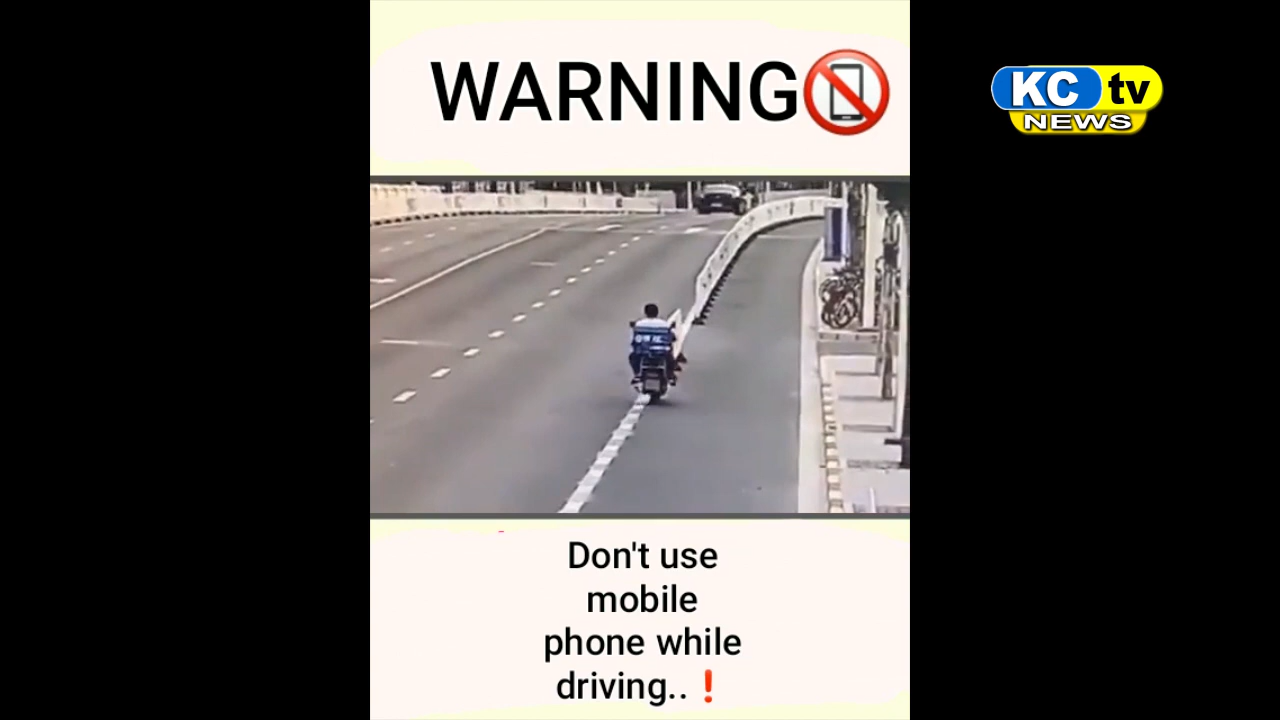 WARNING
KC tv
NEWS
Don't use
mobile
phone while
driving..❗